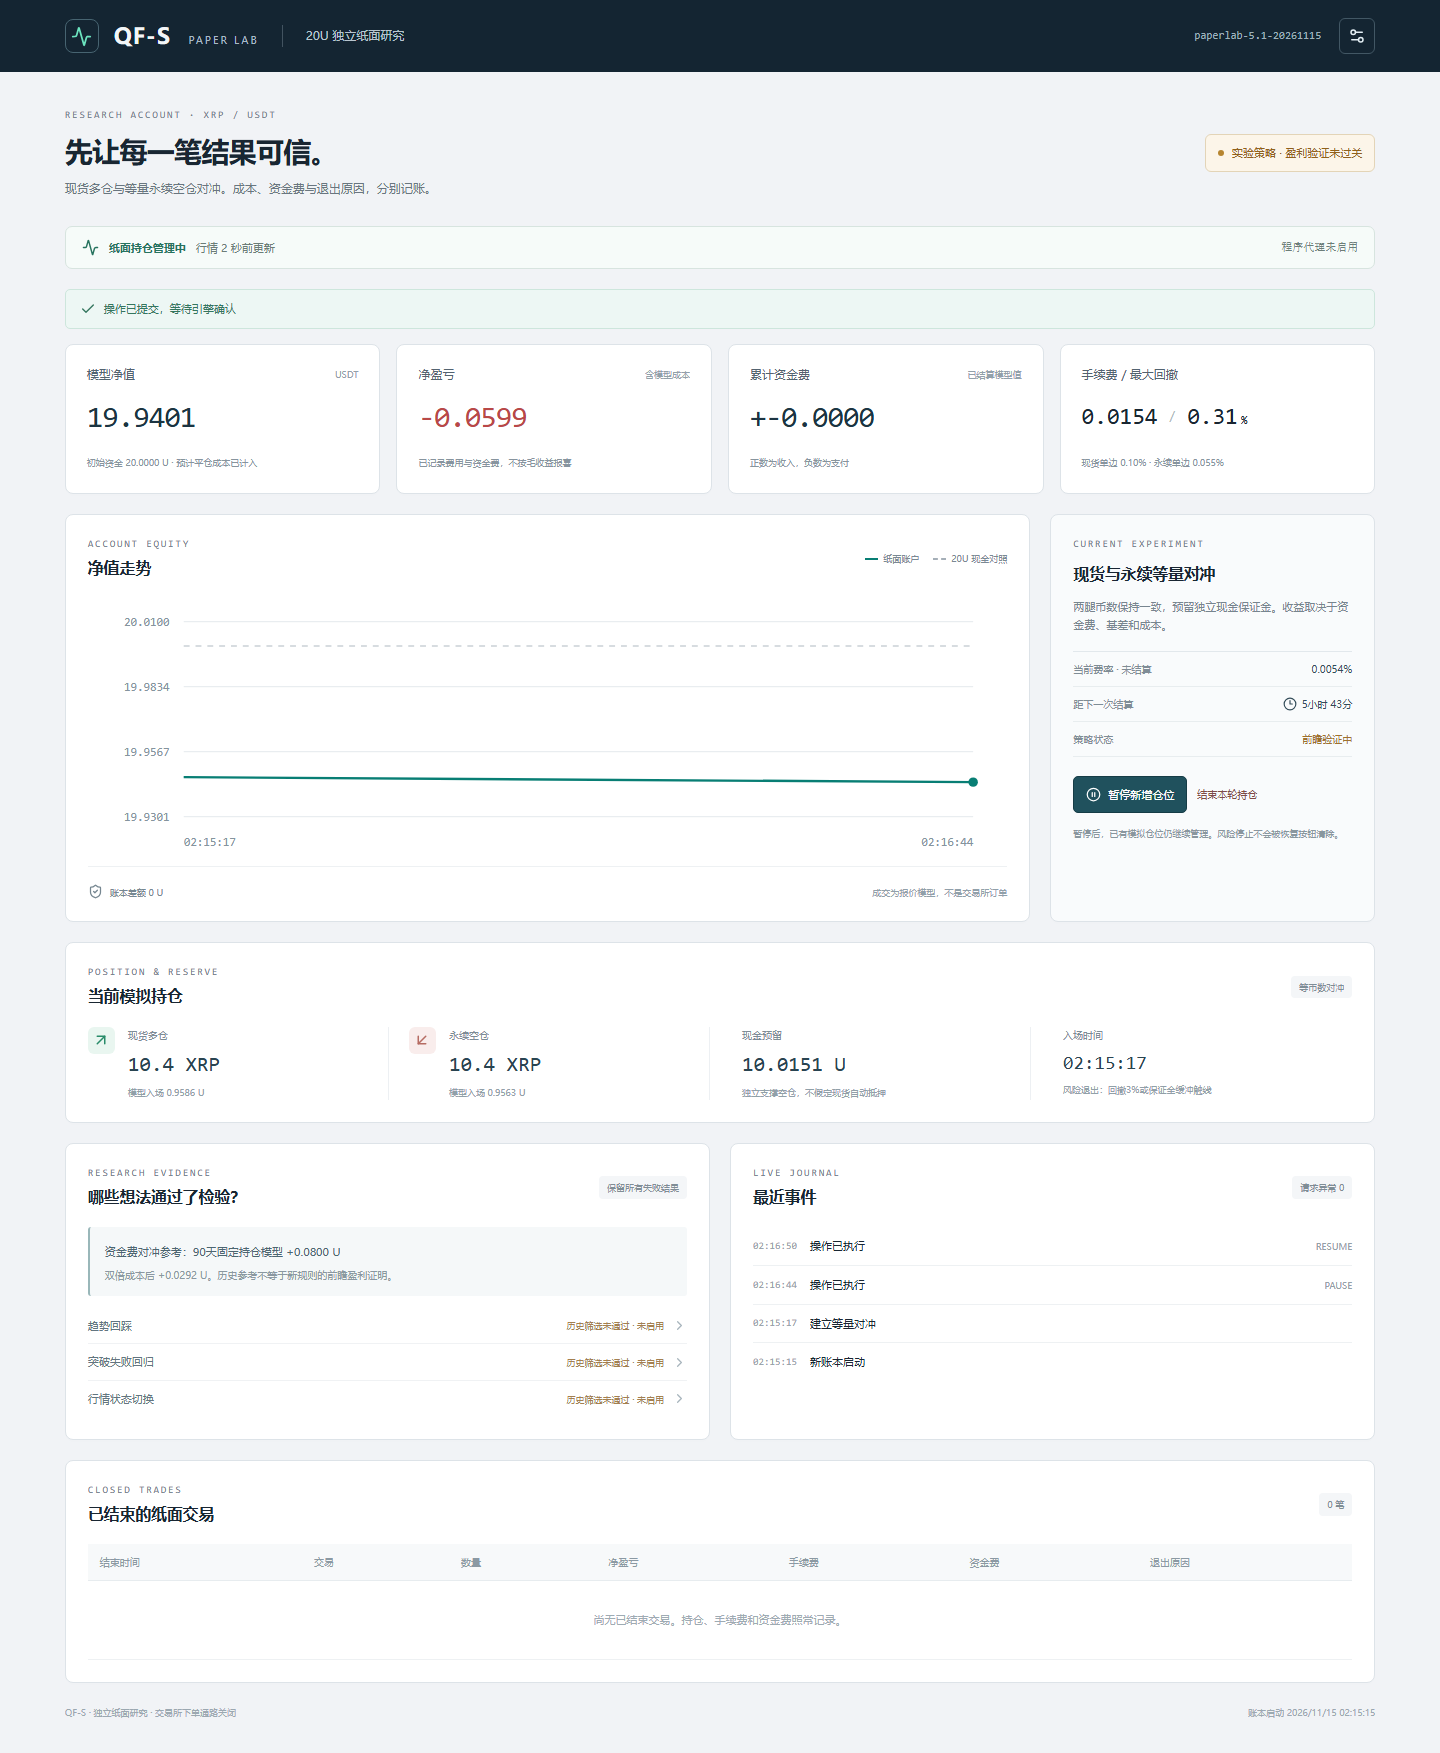 QF-S PAPER LAB 20U 独立纸面研究 paperlab-5.1-20261115
RESEARCH ACCOUNT · XRP / USDT
先让每一笔结果可信。
实验策略 · 盈利验证未过关
现货多仓与等量永续空仓对冲。成本、资金费与退出原因，分别记账。
纸面持仓管理中 行情 2 秒前更新 程序代理未启用
操作已提交，等待引擎确认
模型净值 USDT
19.9401
初始资金 20.0000 U · 预计平仓成本已计入
净盈亏 含模型成本
-0.0599
已记录费用与资金费，不按毛收益报喜
累计资金费 已结算模型值
+-0.0000
正数为收入，负数为支付
手续费 / 最大回撤
0.0154 / 0.31%
现货单边 0.10% · 永续单边 0.055%
ACCOUNT EQUITY
净值走势
纸面账户 20U 现金对照
20.0100
19.9834
19.9567
19.9301
02:15:17 02:16:44
账本差额 0 U 成交为报价模型，不是交易所订单
CURRENT EXPERIMENT
现货与永续等量对冲
两腿币数保持一致，预留独立现金保证金。收益取决于资
金费、基差和成本。
当前费率 · 未结算 0.0054%
距下一次结算 5小时 43分
策略状态 前瞻验证中
暂停新增仓位 结束本轮持仓
暂停后，已有模拟仓位仍继续管理。风险停止不会被恢复按钮清除。
POSITION & RESERVE
当前模拟持仓
等币数对冲
现货多仓
10.4 XRP
模型入场 0.9586 U
永续空仓
10.4 XRP
模型入场 0.9563 U
现金预留
10.0151 U
独立支撑空仓，不假定现货自动抵押
入场时间
02:15:17
风险退出：回撤3%或保证金缓冲触线
RESEARCH EVIDENCE
哪些想法通过了检验？
保留所有失败结果
资金费对冲参考：90天固定持仓模型 +0.0800 U
双倍成本后 +0.0292 U。历史参考不等于新规则的前瞻盈利证明。
趋势回踩 历史筛选未通过 · 未启用
突破失败回归 历史筛选未通过 · 未启用
行情状态切换 历史筛选未通过 · 未启用
LIVE JOURNAL
最近事件
请求异常 0
02:16:50 操作已执行 RESUME
02:16:44 操作已执行 PAUSE
02:15:17 建立等量对冲
02:15:15 新账本启动
CLOSED TRADES
已结束的纸面交易
0 笔
结束时间 交易 数量 净盈亏 手续费 资金费 退出原因
尚无已结束交易。持仓、手续费和资金费照常记录。
QF-S · 独立纸面研究 · 交易所下单通路关闭 账本启动 2026/11/15 02:15:15